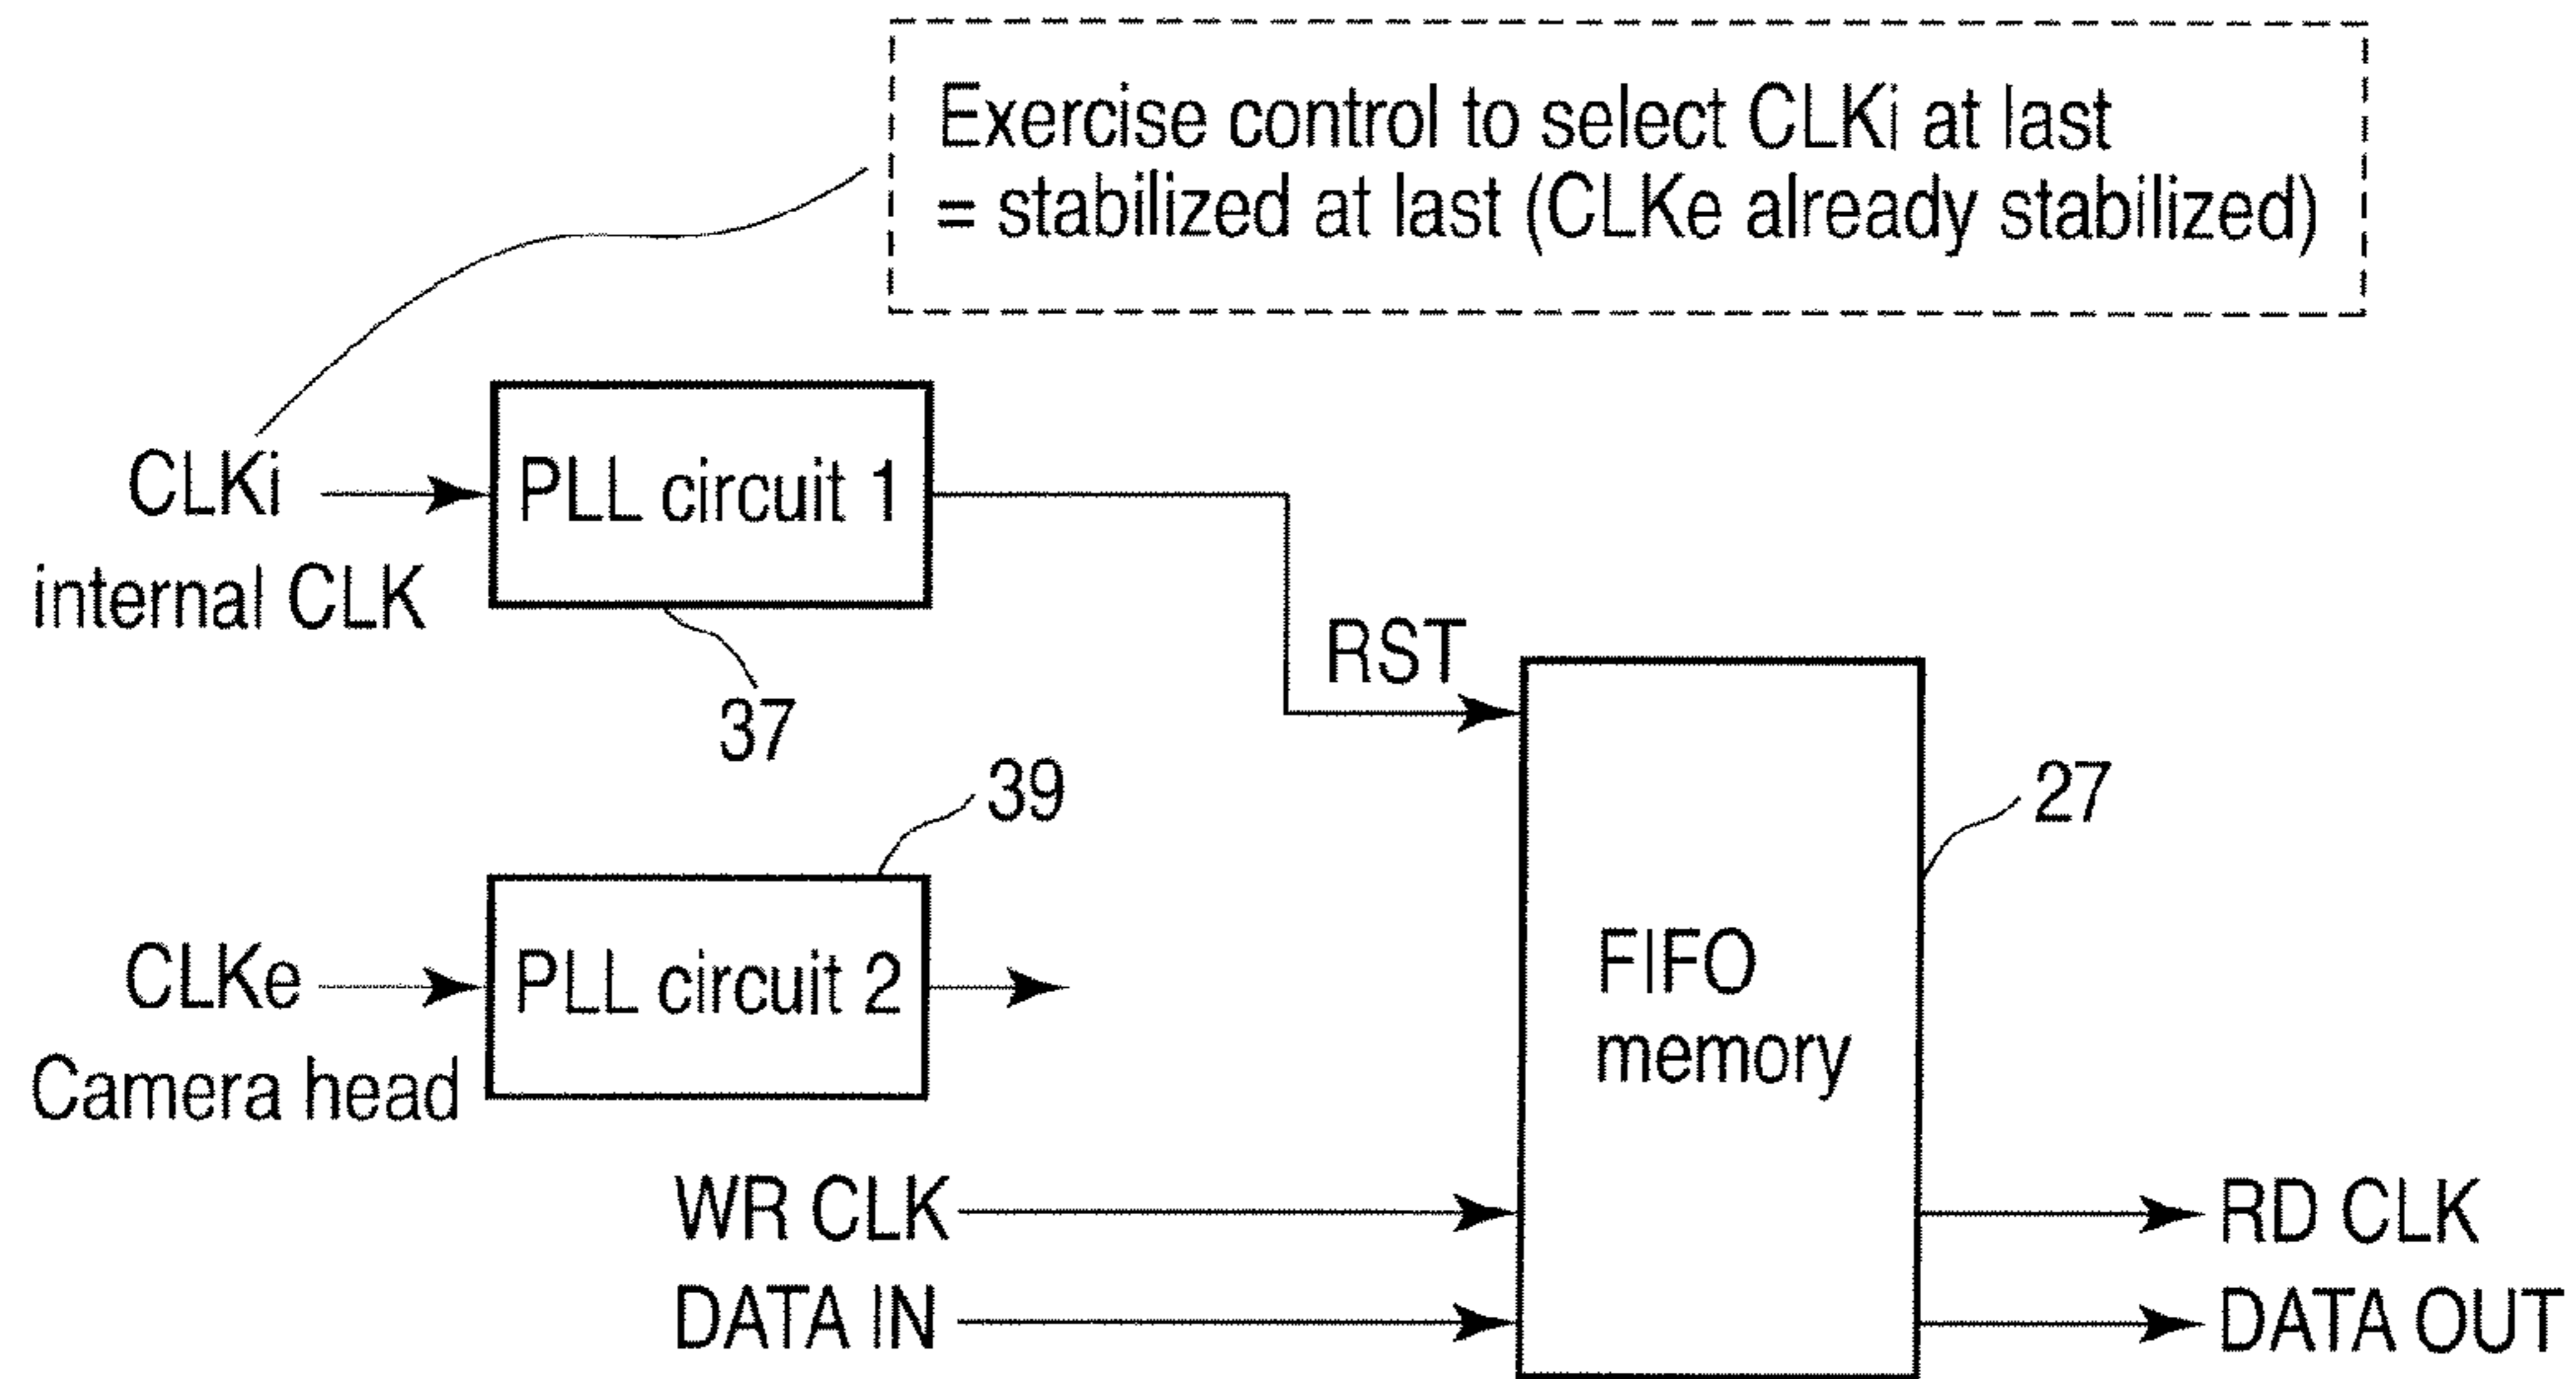 Exercise control to select CLKi at last
= stabilized at last (CLKe already stabilized)
CLKi
internal CLK
PLL circuit 1
37
RST
39
27
CLKe
Camera head
PLL circuit 2
FIFO
memory
WR CLK
DATA IN
RD CLK
DATA OUT